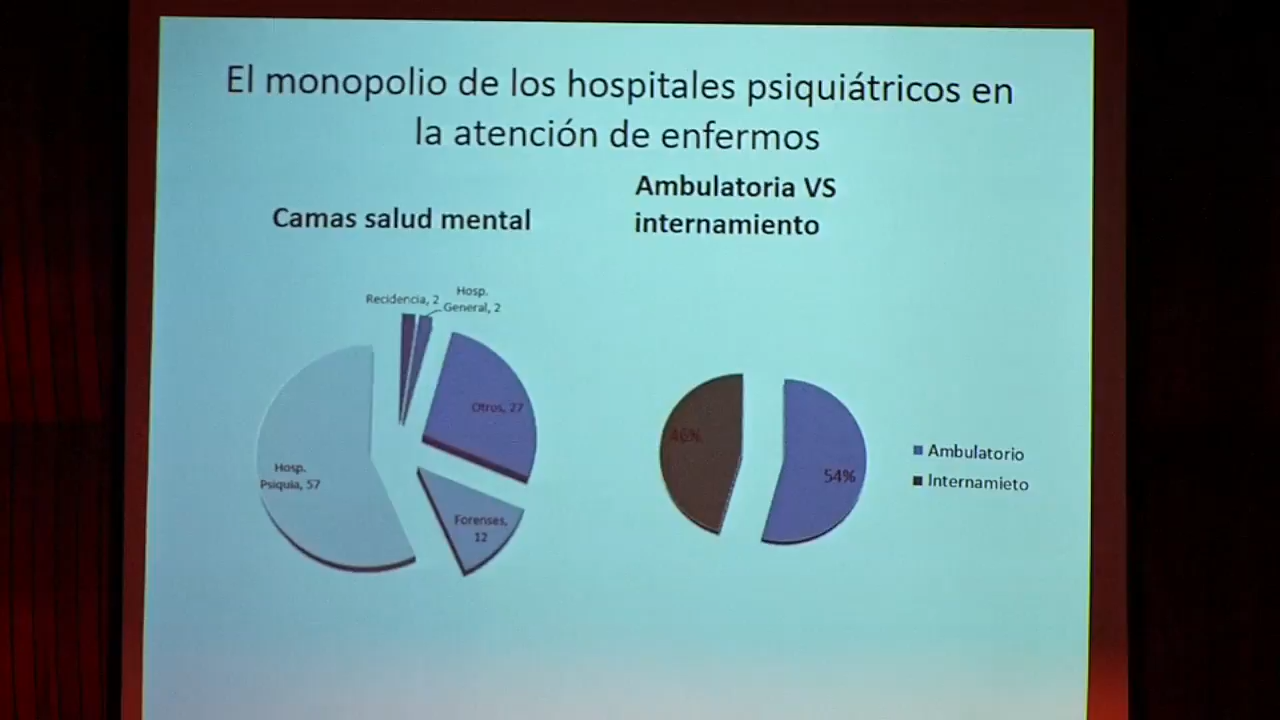 El monopolio de los hospitales psiquiátricos en
la atención de enfermos
Camas salud mental
Recidencia, 2
Hosp.
General, 2
Otros, 27
Forenses,
12
Hosp.
Psiquia, 57
Ambulatoria VS
internamiento
46%
54%
Ambulatorio
Internamieto